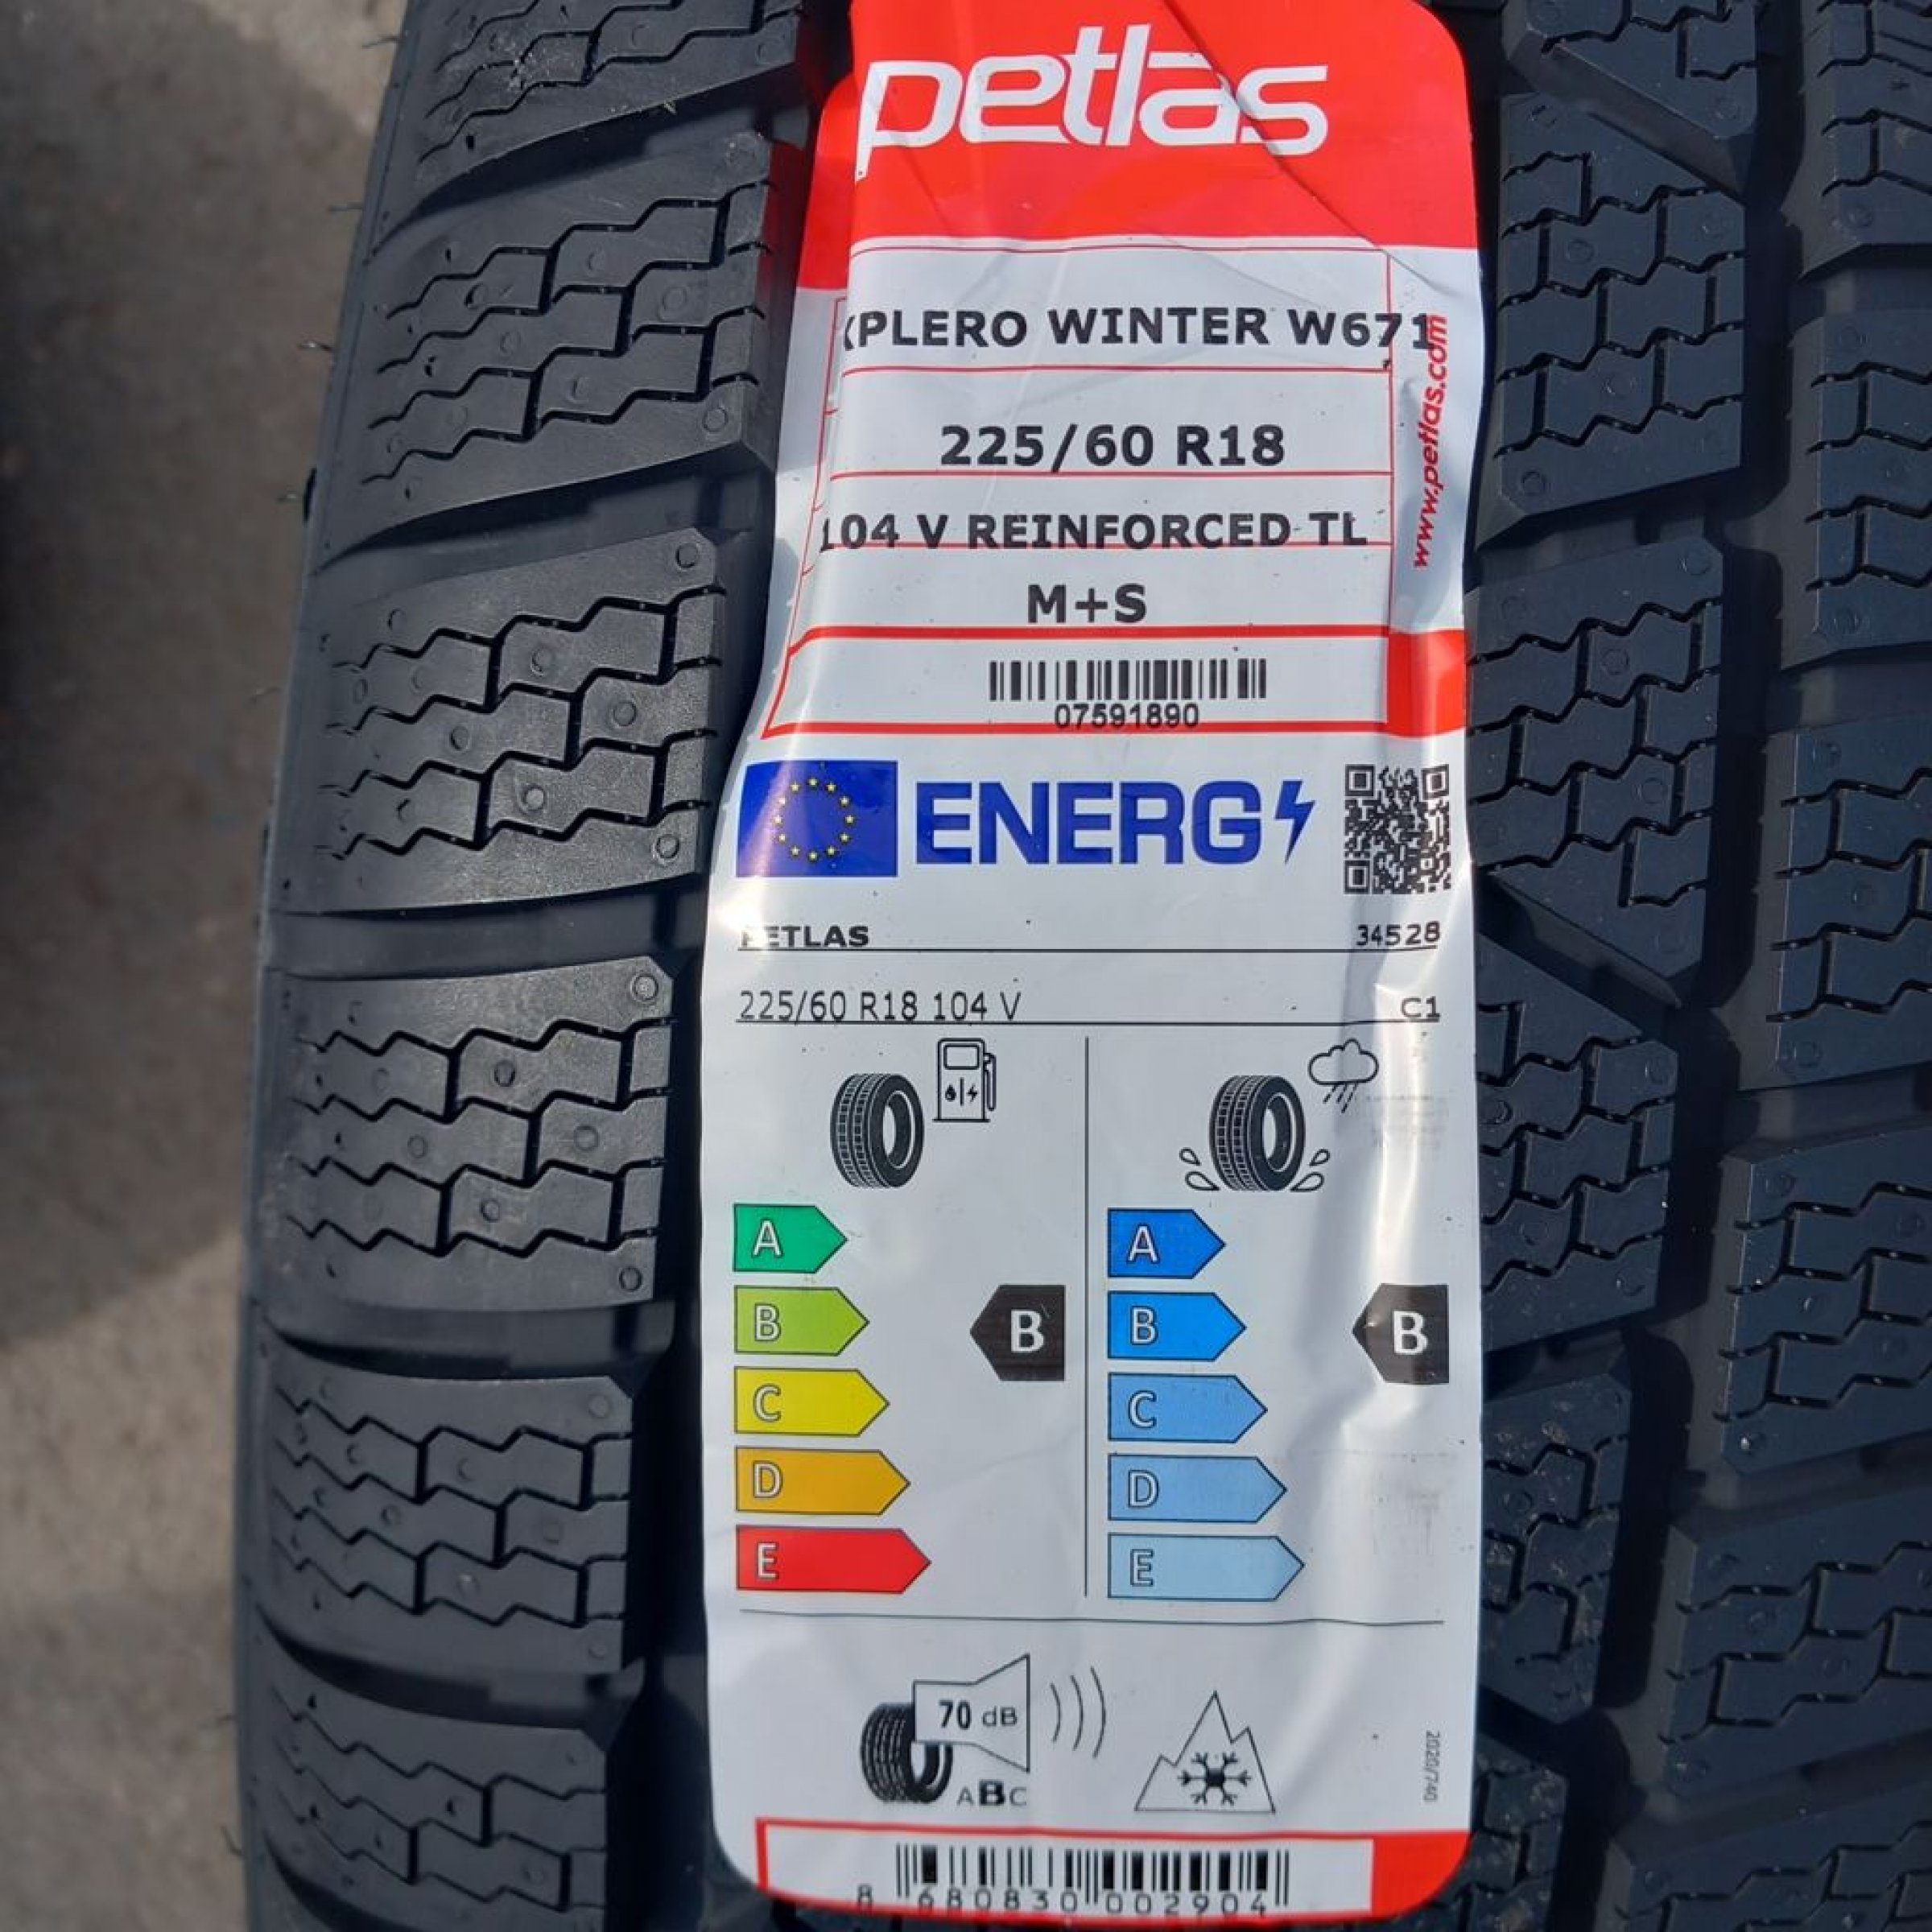 petlas
XPLERO WINTER W671
www.petlas.com
225/60 R18
104 V REINFORCED TL
M+S
07591890
ENERG
PETLAS 34528
225/60 R18 104 V C1
A A
B B B B
C C
D D
E E
70 dB
ABC
2020/740
8 680830 002904